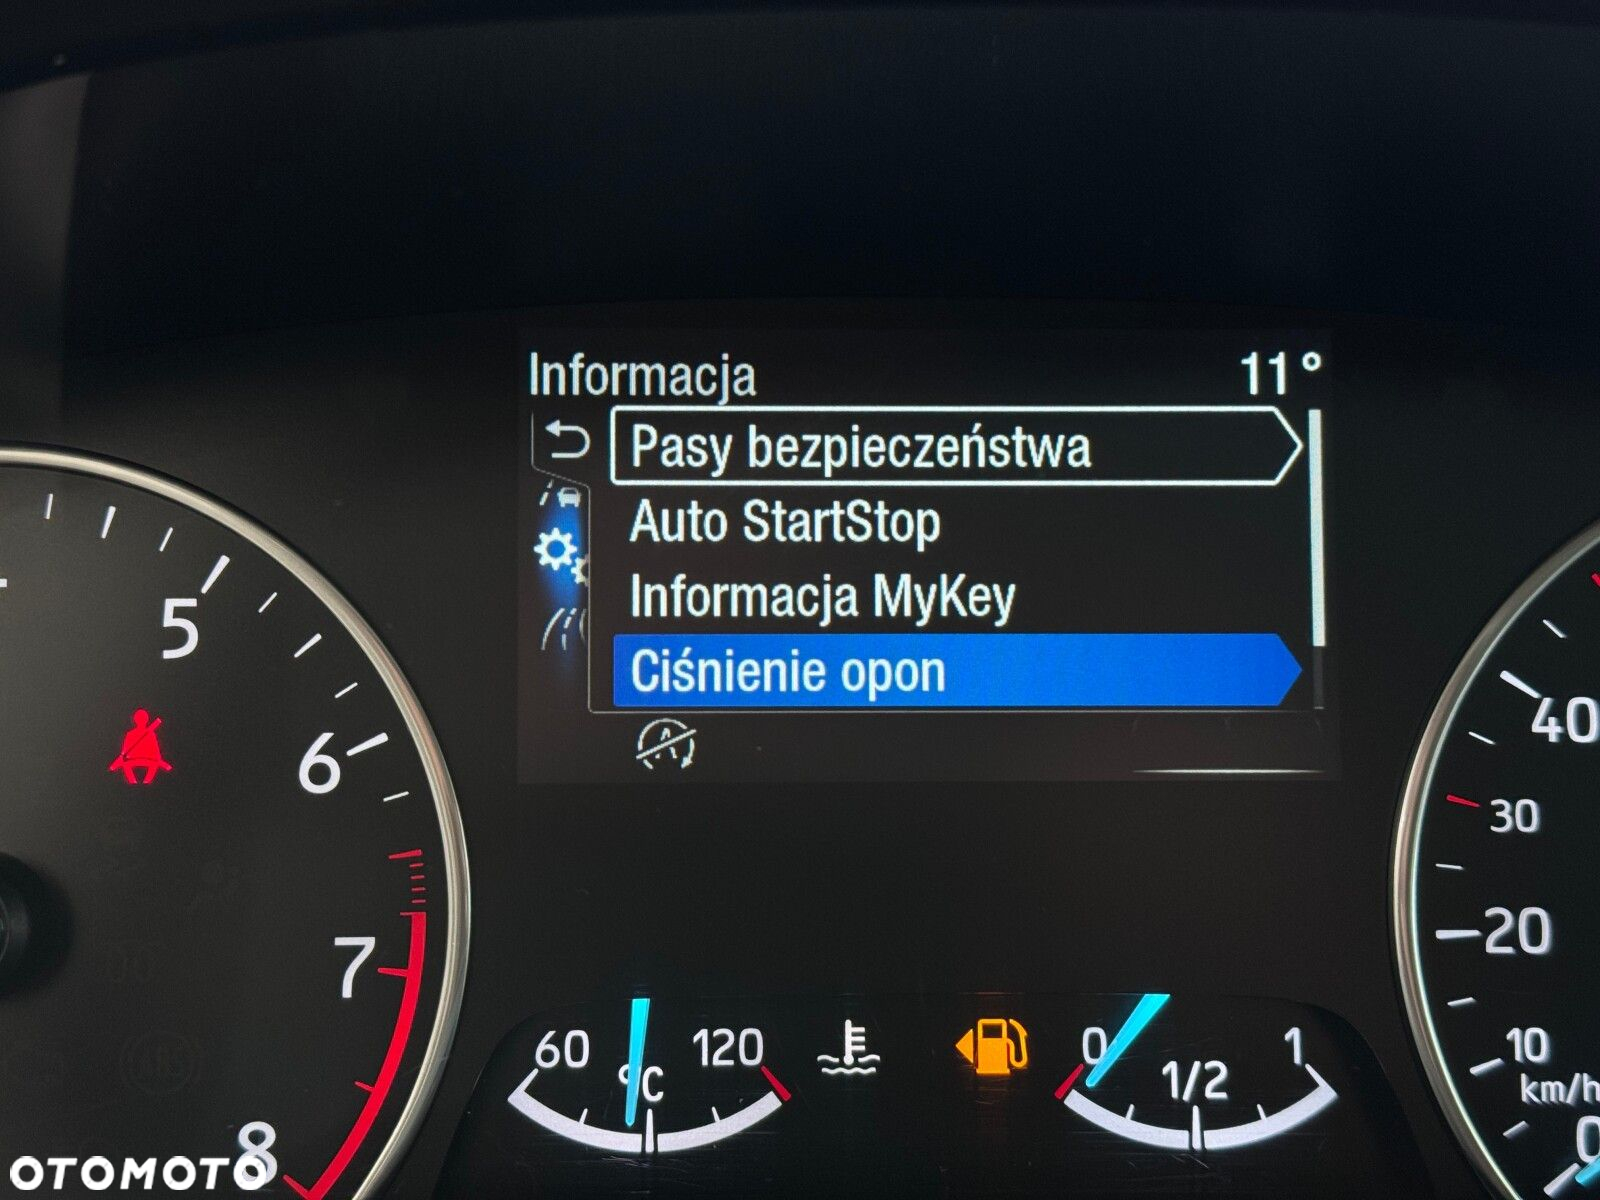 Informacja 11°
Pasy bezpieczeństwa
Auto StartStop
Informacja MyKey
Ciśnienie opon
5
6
7
8
60 °C 120
0 1/2 1
40
30
20
10
km/h
0
OTOMOTO